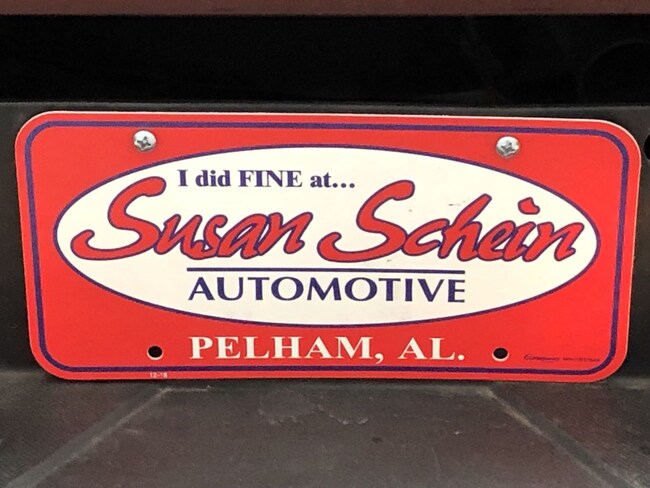 I did FINE at...
Susan Schein
AUTOMOTIVE
PELHAM, AL.
12-18